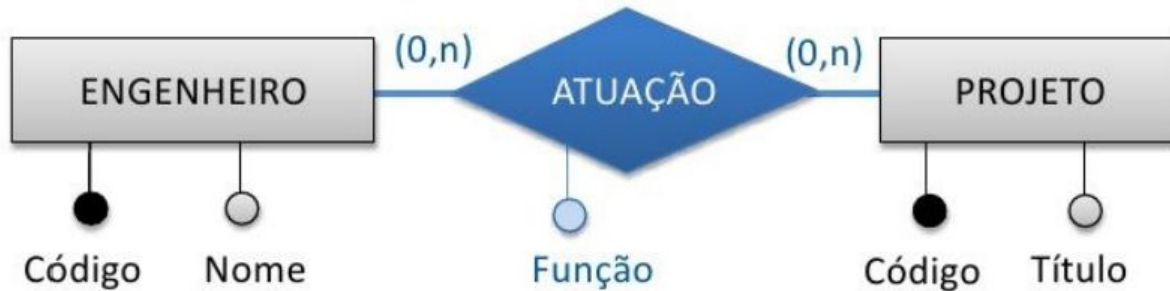 (0,n)
(0,n)
ENGENHEIRO
ATUAÇÃO
PROJETO
Código
Nome
Função
Código
Título